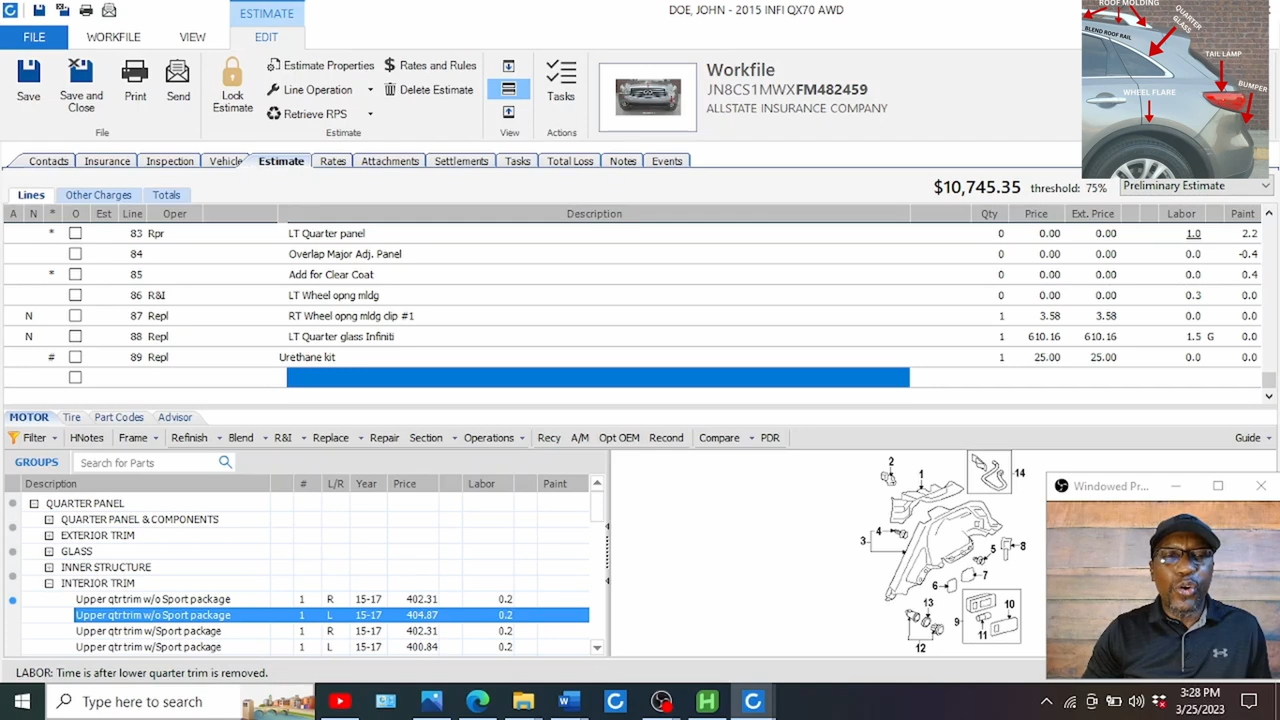 ESTIMATE
DOE, JOHN - 2015 INFI QX70 AWD
FILE WORKFILE VIEW EDIT
Save
Save and Close
Print
Send
File
Lock Estimate
Estimate Properties
Line Operation
Retrieve RPS
Rates and Rules
Delete Estimate
Estimate
View
Tasks
Actions
Workfile
JN8CS1MWXFM482459
ALLSTATE INSURANCE COMPANY
ROOF MOLDING
QUARTER GLASS
BLEND ROOF RAIL
TAIL LAMP
BUMPER
WHEEL FLARE
Contacts Insurance Inspection Vehicle Estimate Rates Attachments Settlements Tasks Total Loss Notes Events
Lines Other Charges Totals
$10,745.35 threshold: 75% Preliminary Estimate
A N * O Est Line Oper Description Qty Price Ext. Price Labor Paint
* 83 Rpr LT Quarter panel 0 0.00 0.00 1.0 2.2
84 Overlap Major Adj. Panel 0 0.00 0.00 0.0 -0.4
* 85 Add for Clear Coat 0 0.00 0.00 0.0 0.4
86 R&I LT Wheel opng mldg 0 0.00 0.00 0.3 0.0
N 87 Repl RT Wheel opng mldg clip #1 1 3.58 3.58 0.0 0.0
N 88 Repl LT Quarter glass Infiniti 1 610.16 610.16 1.5 G 0.0
# 89 Repl Urethane kit 1 25.00 25.00 0.0 0.0
MOTOR Tire Part Codes Advisor
Filter HNotes Frame Refinish Blend R&I Replace Repair Section Operations Recy A/M Opt OEM Recond Compare PDR Guide
GROUPS Search for Parts
Description # L/R Year Price Labor Paint
QUARTER PANEL
QUARTER PANEL & COMPONENTS
EXTERIOR TRIM
GLASS
INNER STRUCTURE
INTERIOR TRIM
Upper qtr trim w/o Sport package 1 R 15-17 402.31 0.2
Upper qtr trim w/o Sport package 1 L 15-17 404.87 0.2
Upper qtr trim w/Sport package 1 R 15-17 402.31 0.2
Upper qtr trim w/Sport package 1 L 15-17 400.84 0.2
2
1
14
4
3
5
8
6
7
13
9
10
11
12
Windowed Pr...
LABOR: Time is after lower quarter trim is removed.
Type here to search
3:28 PM
3/25/2023